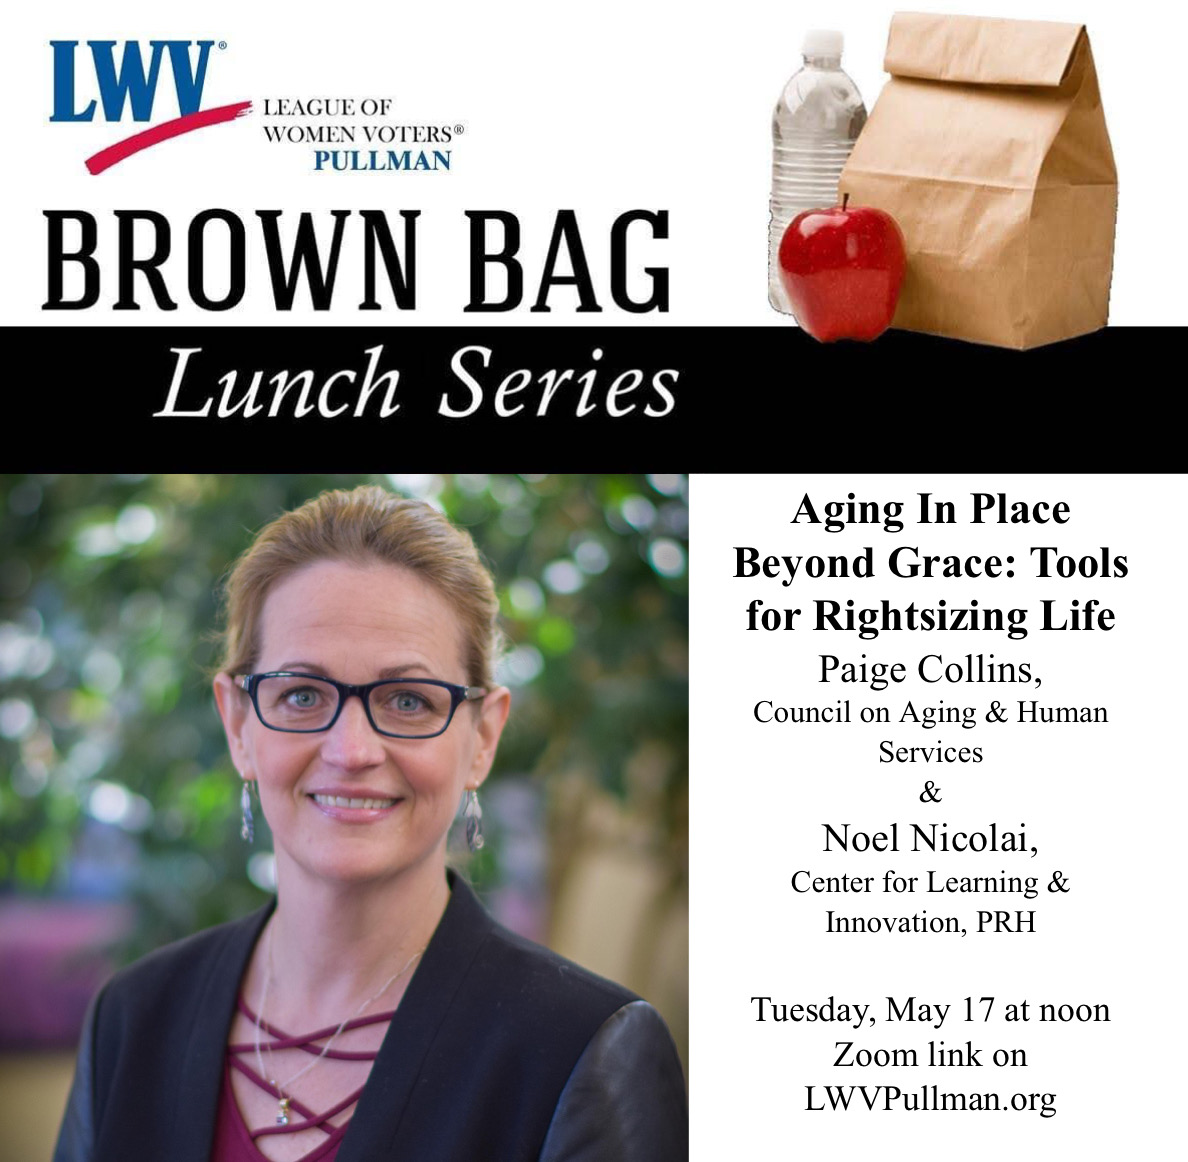 LWV®
LEAGUE OF
WOMEN VOTERS®
PULLMAN
BROWN BAG
Lunch Series
Aging In Place
Beyond Grace: Tools
for Rightsizing Life
Paige Collins,
Council on Aging & Human
Services
&
Noel Nicolai,
Center for Learning &
Innovation, PRH
Tuesday, May 17 at noon
Zoom link on
LWVPullman.org